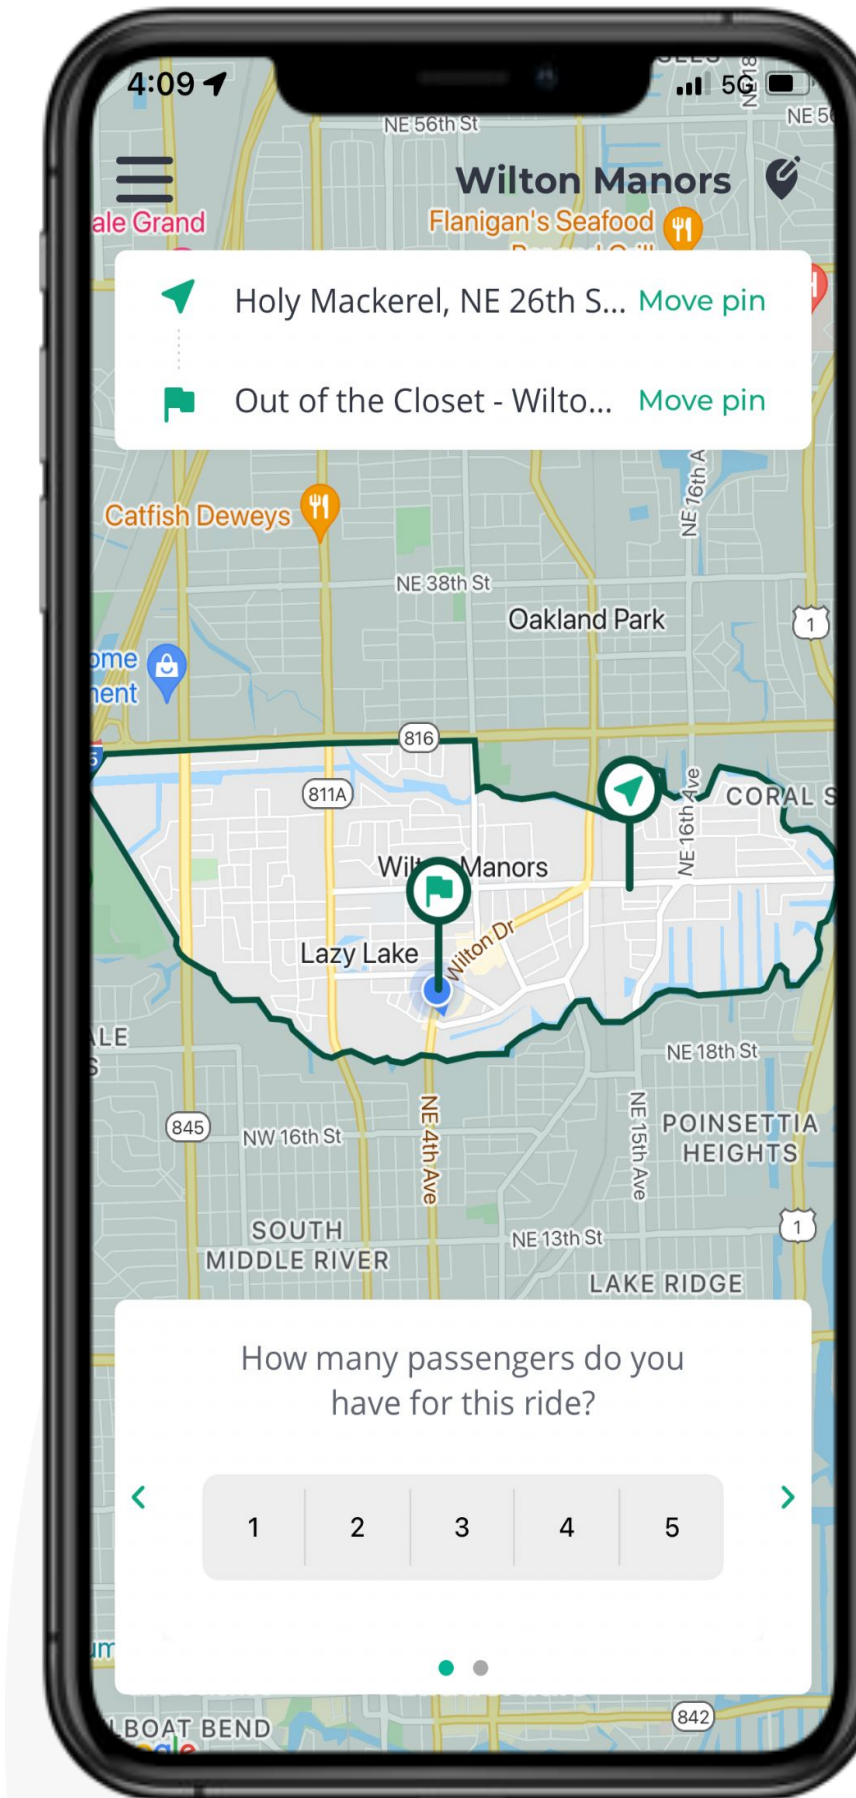 4:09
5G
NE 56th St
Wilton Manors
Flanigan's Seafood
Holy Mackerel, NE 26th S... Move pin
Out of the Closet - Wilto... Move pin
NE 16th A
Catfish Deweys
NE 38th St
Oakland Park
1
816
811A
NE 16th Ave
CORAL S
Wilton Manors
Lazy Lake
Wilton Dr
NE 18th St
845
NW 16th St
NE 4th Ave
NE 15th Ave
POINSETTIA
HEIGHTS
1
SOUTH
MIDDLE RIVER
NE 13th St
LAKE RIDGE
How many passengers do you
have for this ride?
1 2 3 4 5
842
BOAT BEND